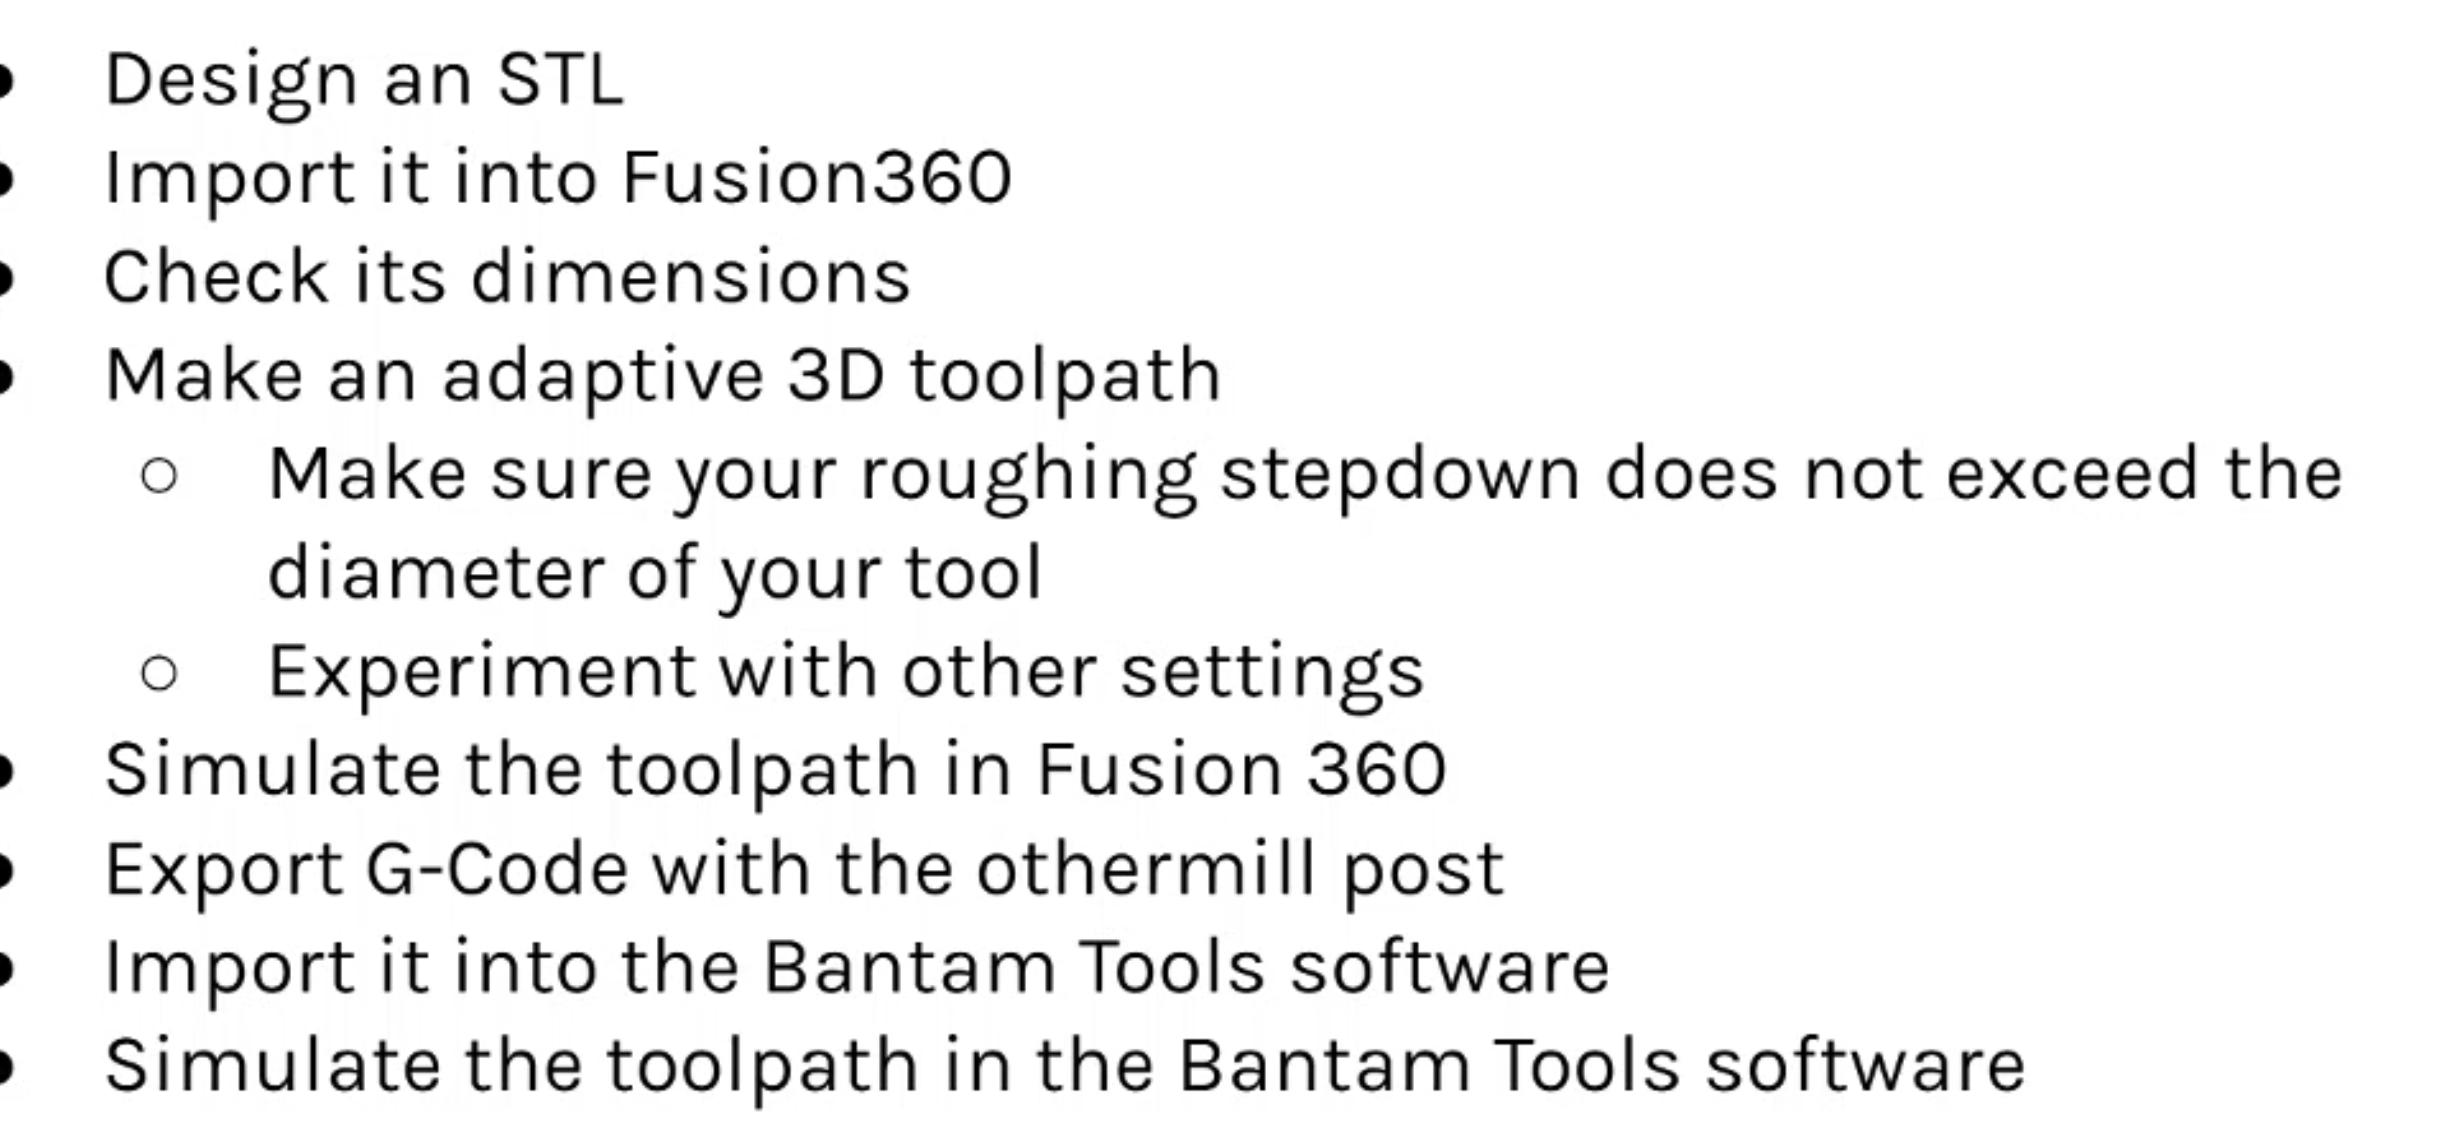 • Design an STL
• Import it into Fusion360
• Check its dimensions
• Make an adaptive 3D toolpath
○ Make sure your roughing stepdown does not exceed the
diameter of your tool
○ Experiment with other settings
• Simulate the toolpath in Fusion 360
• Export G-Code with the othermill post
• Import it into the Bantam Tools software
• Simulate the toolpath in the Bantam Tools software